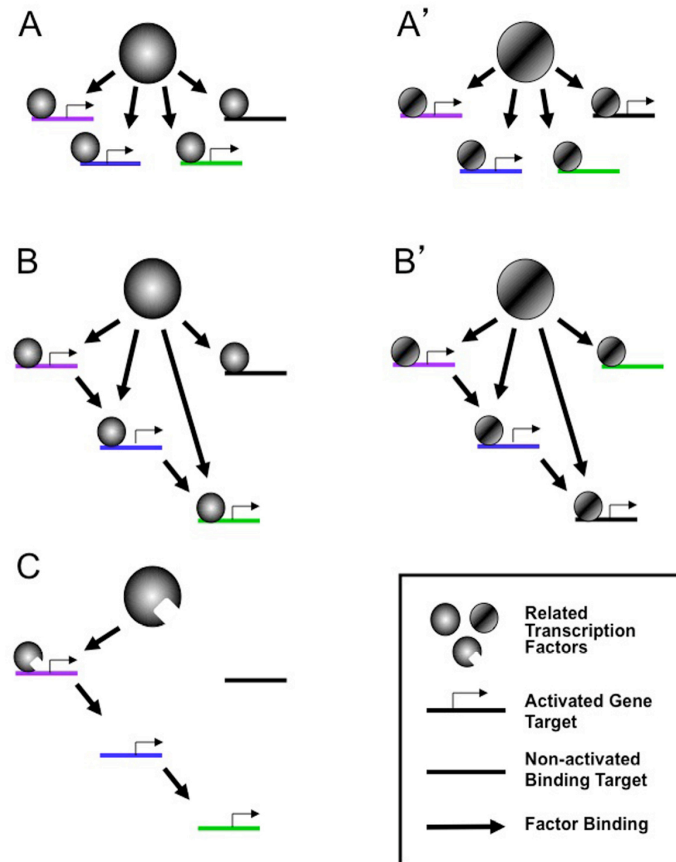 A
A'
B
B'
C
Related
Transcription
Factors
Activated Gene
Target
Non-activated
Binding Target
Factor Binding